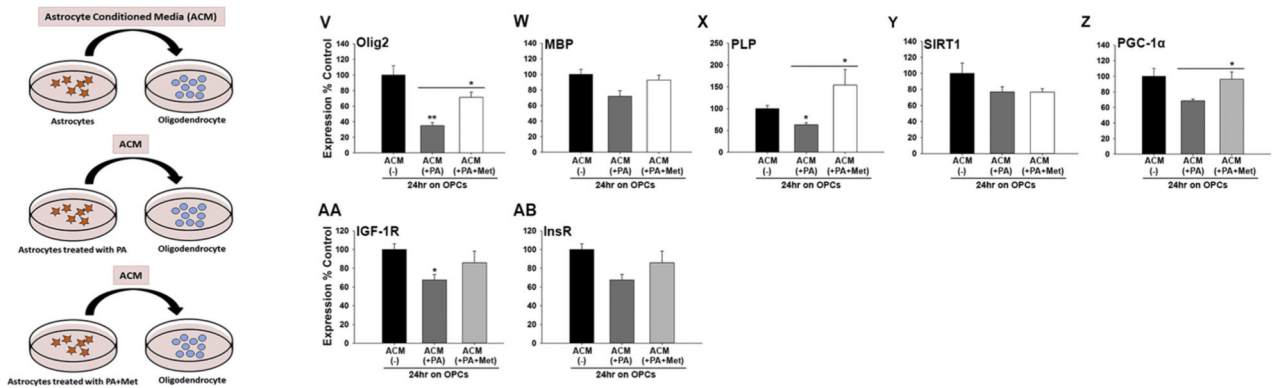 Astrocyte Conditioned Media (ACM)
Astrocytes
Oligodendrocyte
ACM
Astrocytes treated with PA
Oligodendrocyte
ACM
Astrocytes treated with PA+Met
Oligodendrocyte
V
Olig2
Expression % Control
140
120
100
80
60
40
20
0
**
*
ACM (-)
ACM (+PA)
ACM (+PA+Met)
24hr on OPCs
W
MBP
140
120
100
80
60
40
20
0
ACM (-)
ACM (+PA)
ACM (+PA+Met)
24hr on OPCs
X
PLP
250
200
150
100
50
0
*
*
ACM (-)
ACM (+PA)
ACM (+PA+Met)
24hr on OPCs
Y
SIRT1
140
120
100
80
60
40
20
0
ACM (-)
ACM (+PA)
ACM (+PA+Met)
24hr on OPCs
Z
PGC-1α
140
120
100
80
60
40
20
0
*
ACM (-)
ACM (+PA)
ACM (+PA+Met)
24hr on OPCs
AA
IGF-1R
Expression % Control
120
100
80
60
40
20
0
*
ACM (-)
ACM (+PA)
ACM (+PA+Met)
24hr on OPCs
AB
InsR
120
100
80
60
40
20
0
ACM (-)
ACM (+PA)
ACM (+PA+Met)
24hr on OPCs